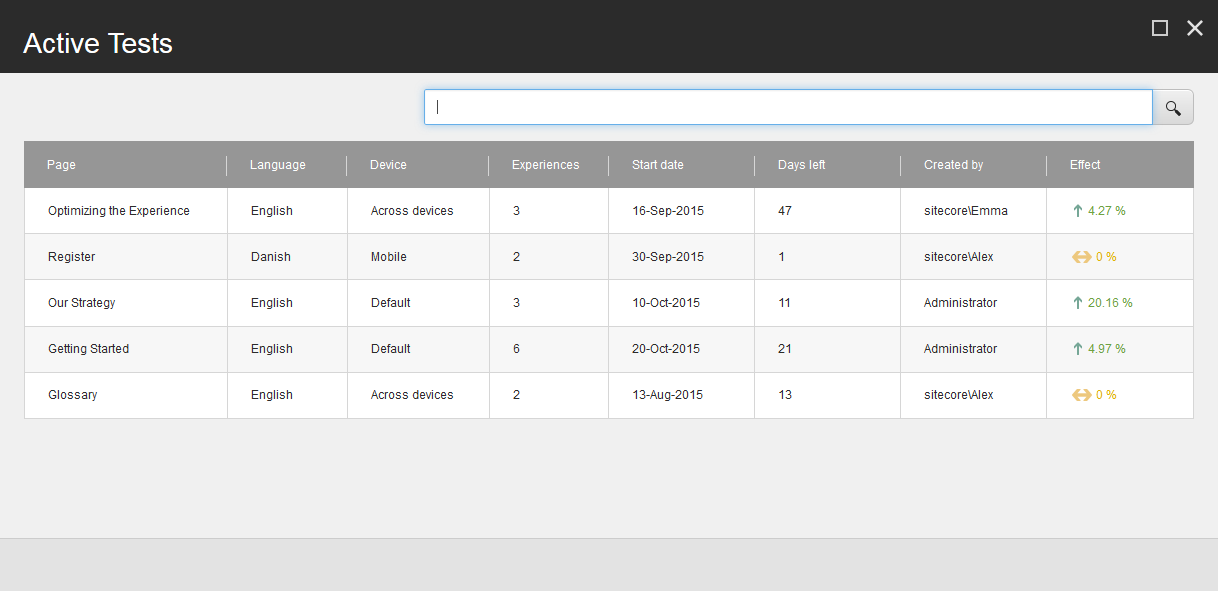 Active Tests
Page Language Device Experiences Start date Days left Created by Effect
Optimizing the Experience English Across devices 3 16-Sep-2015 47 sitecore\Emma 4.27 %
Register Danish Mobile 2 30-Sep-2015 1 sitecore\Alex 0 %
Our Strategy English Default 3 10-Oct-2015 11 Administrator 20.16 %
Getting Started English Default 6 20-Oct-2015 21 Administrator 4.97 %
Glossary English Across devices 2 13-Aug-2015 13 sitecore\Alex 0 %